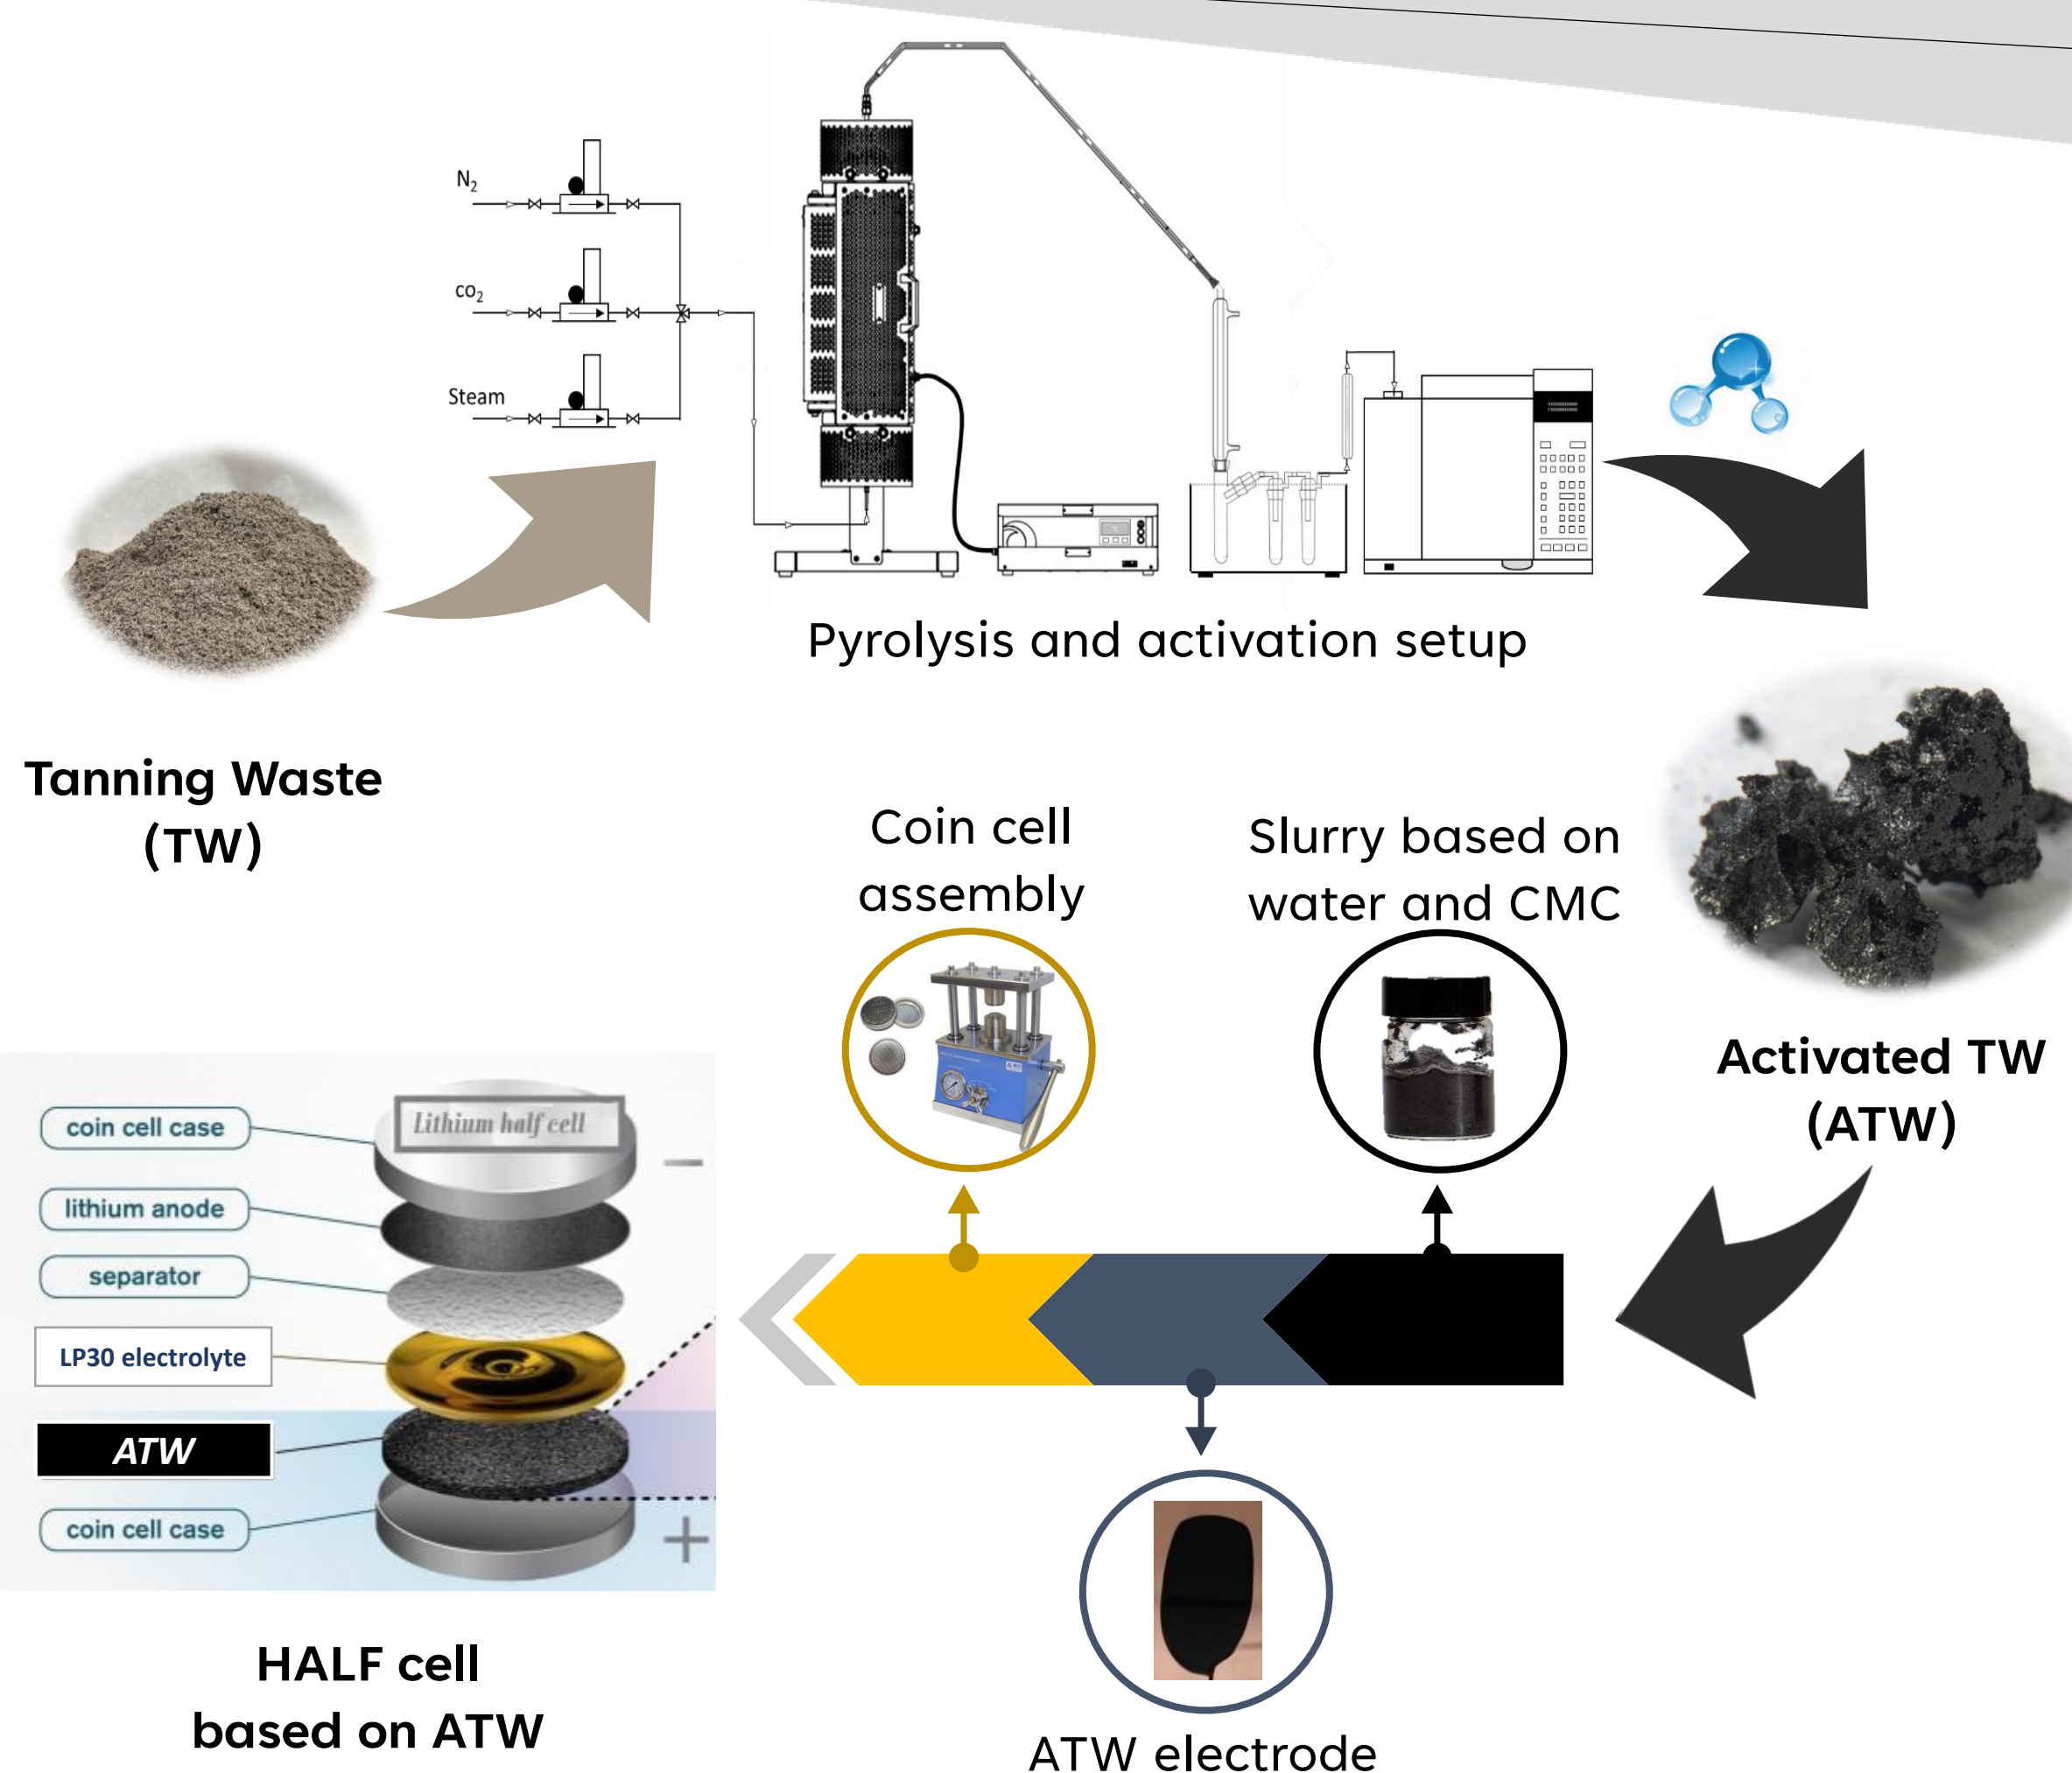 N₂
co₂
Steam
Pyrolysis and activation setup
Tanning Waste
(TW)
Activated TW
(ATW)
Slurry based on
water and CMC
Coin cell
assembly
ATW electrode
Lithium half cell
coin cell case
lithium anode
separator
LP30 electrolyte
ATW
coin cell case
−
+
HALF cell
based on ATW